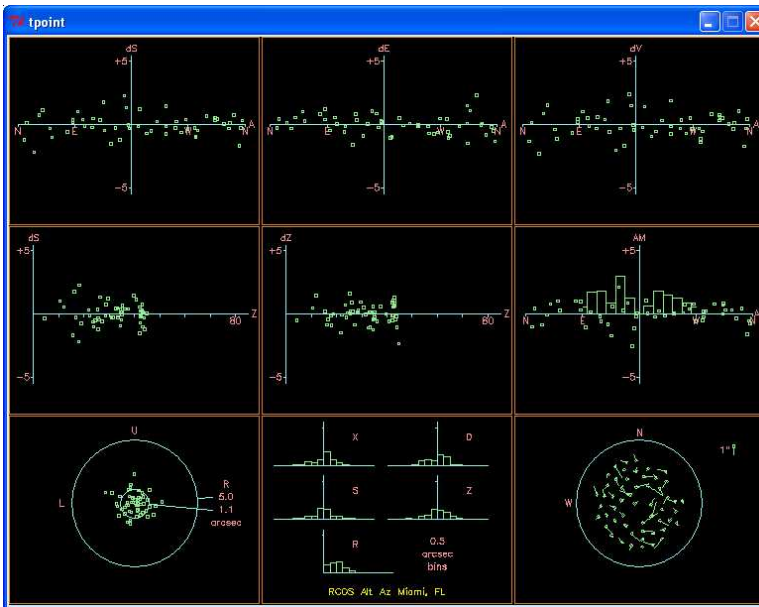 tpoint
dS
+5
N E W N A
-5
dE
+5
N E W N A
-5
dV
+5
N E W N A
-5
dS
+5
80 Z
-5
dZ
+5
80 Z
-5
AM
+5
N E W N A
-5
U
L
R
5.0
1.1
arcsec
X D
S Z
R
0.5
arcsec
bins
RCOS Alt Az Miami, FL
N
W
1"